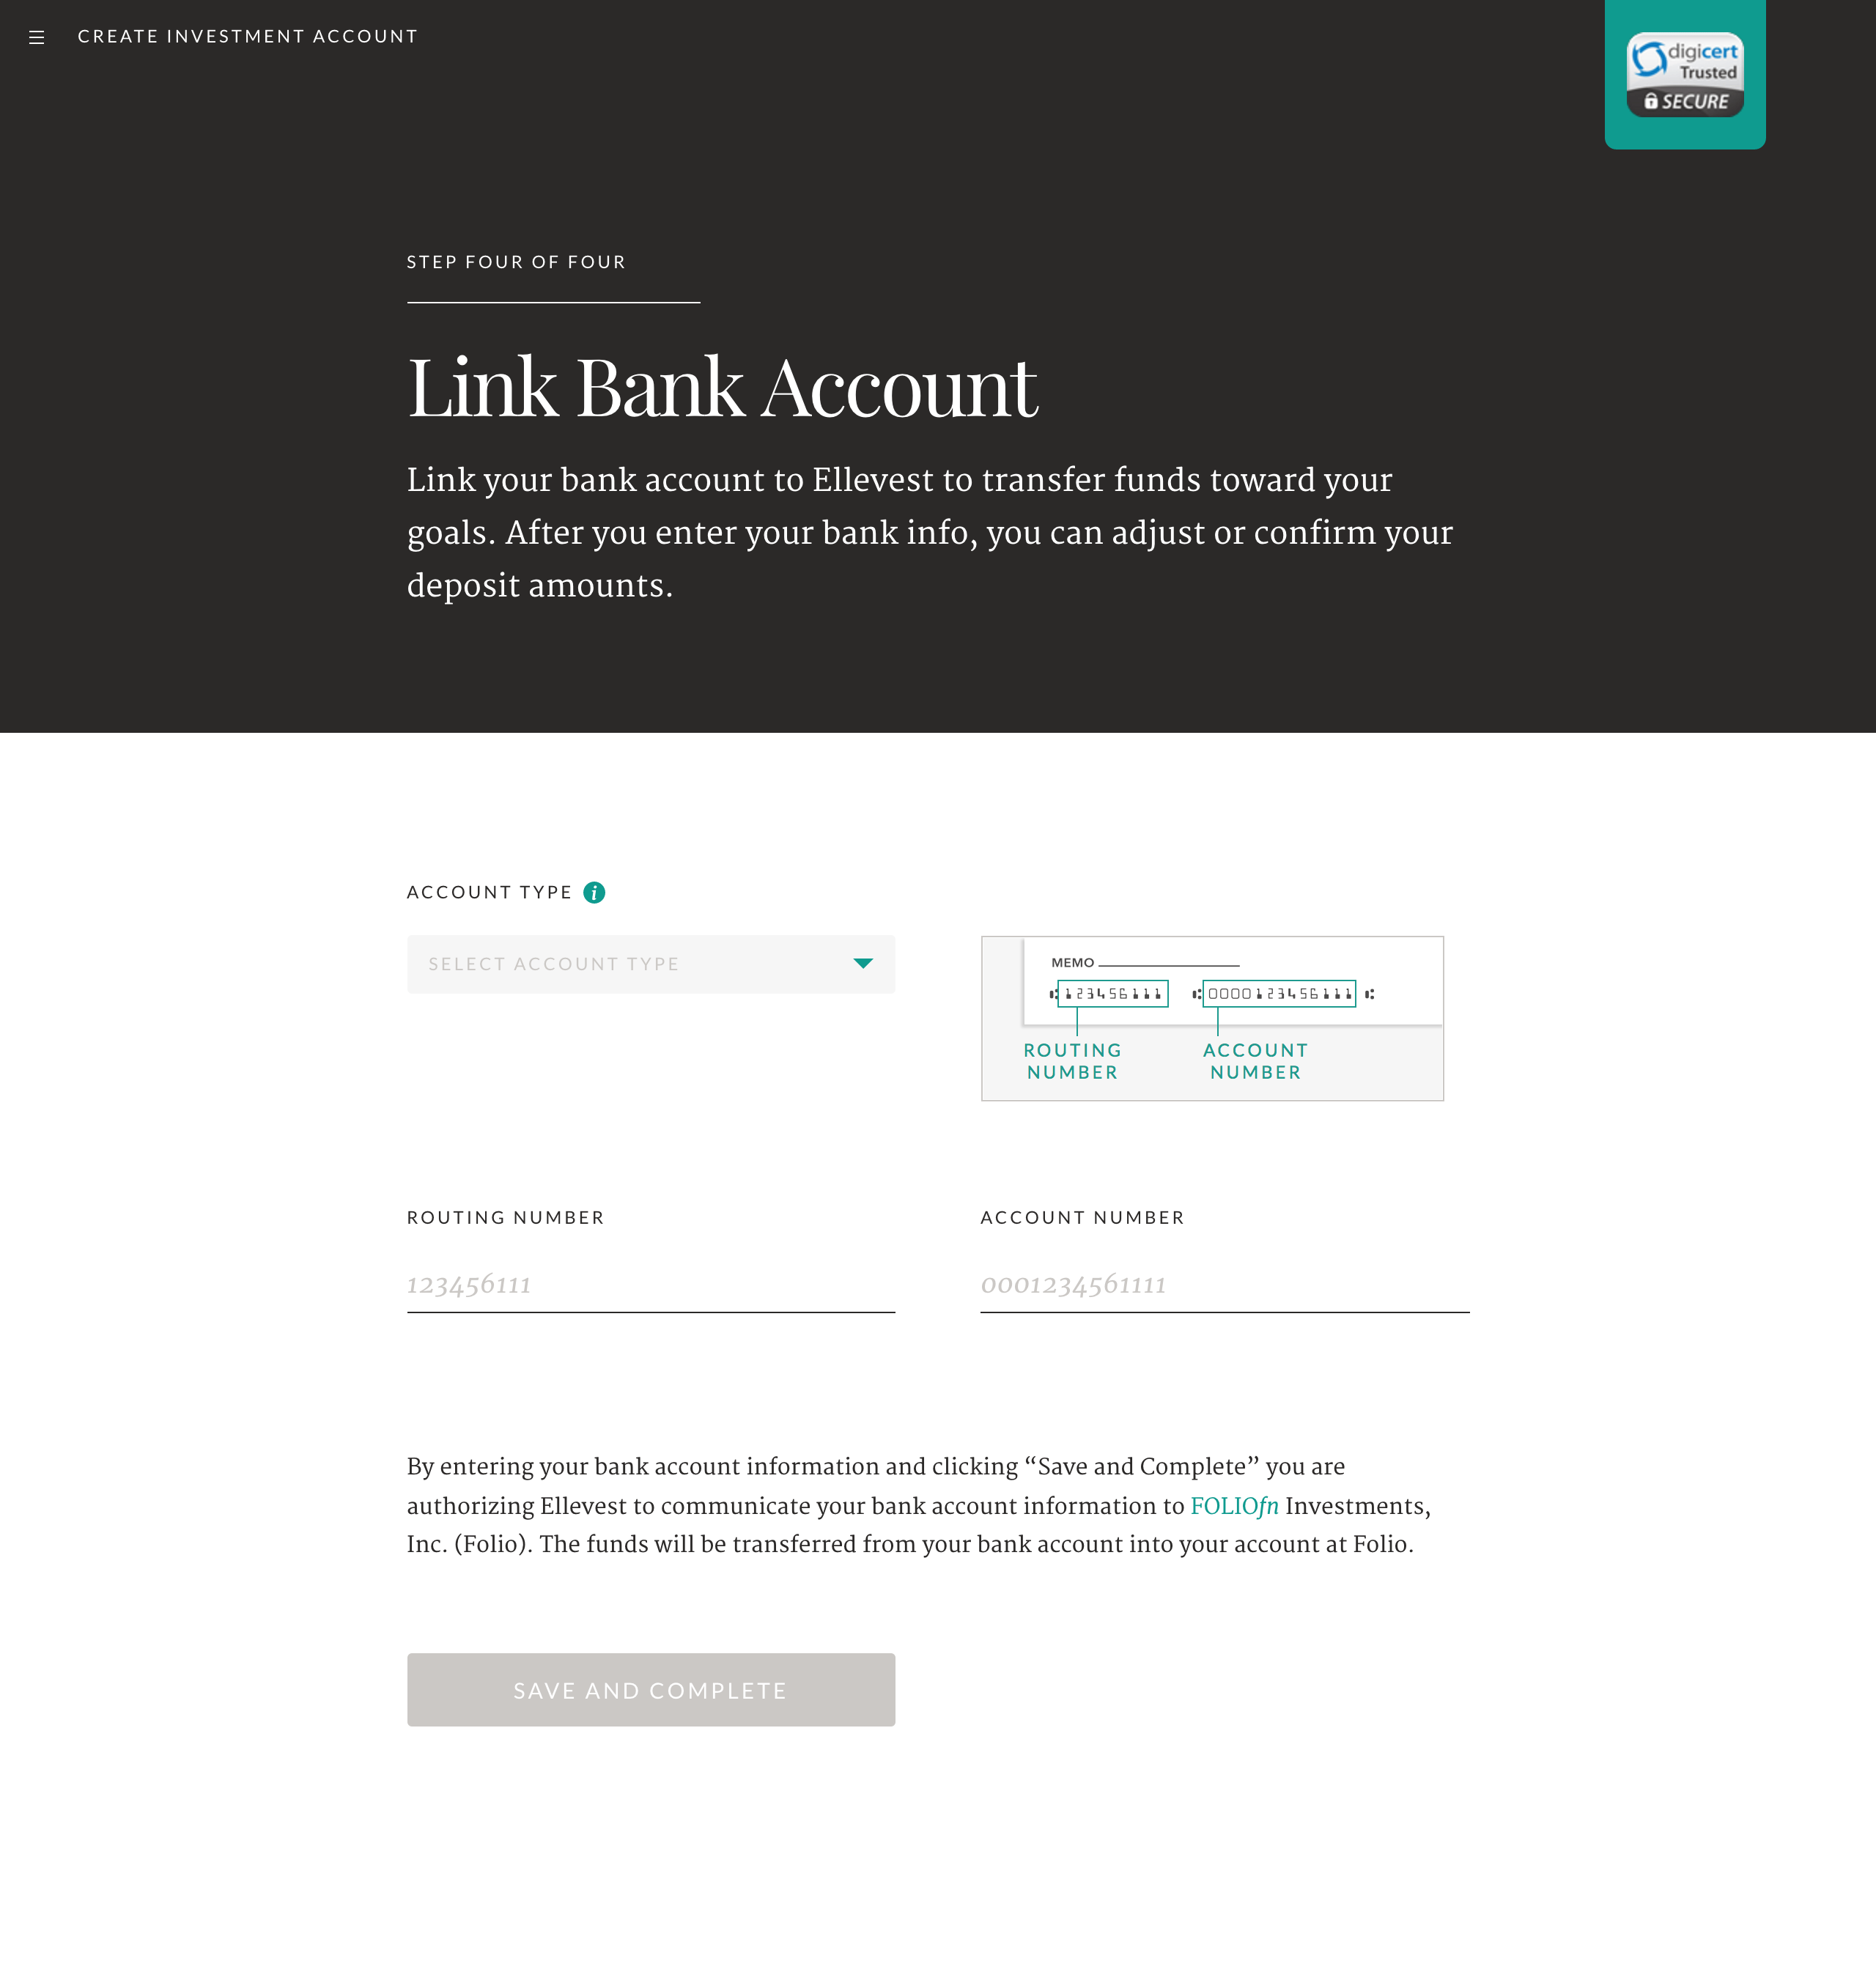 CREATE INVESTMENT ACCOUNT
digicert
Trusted
SECURE
STEP FOUR OF FOUR
Link Bank Account
Link your bank account to Ellevest to transfer funds toward your
goals. After you enter your bank info, you can adjust or confirm your
deposit amounts.
ACCOUNT TYPE i
SELECT ACCOUNT TYPE
MEMO
⑆123456111 ⑆0000123456111⑆
ROUTING
NUMBER
ACCOUNT
NUMBER
ROUTING NUMBER
ACCOUNT NUMBER
123456111
0001234561111
By entering your bank account information and clicking “Save and Complete” you are
authorizing Ellevest to communicate your bank account information to FOLIOfn Investments,
Inc. (Folio). The funds will be transferred from your bank account into your account at Folio.
SAVE AND COMPLETE